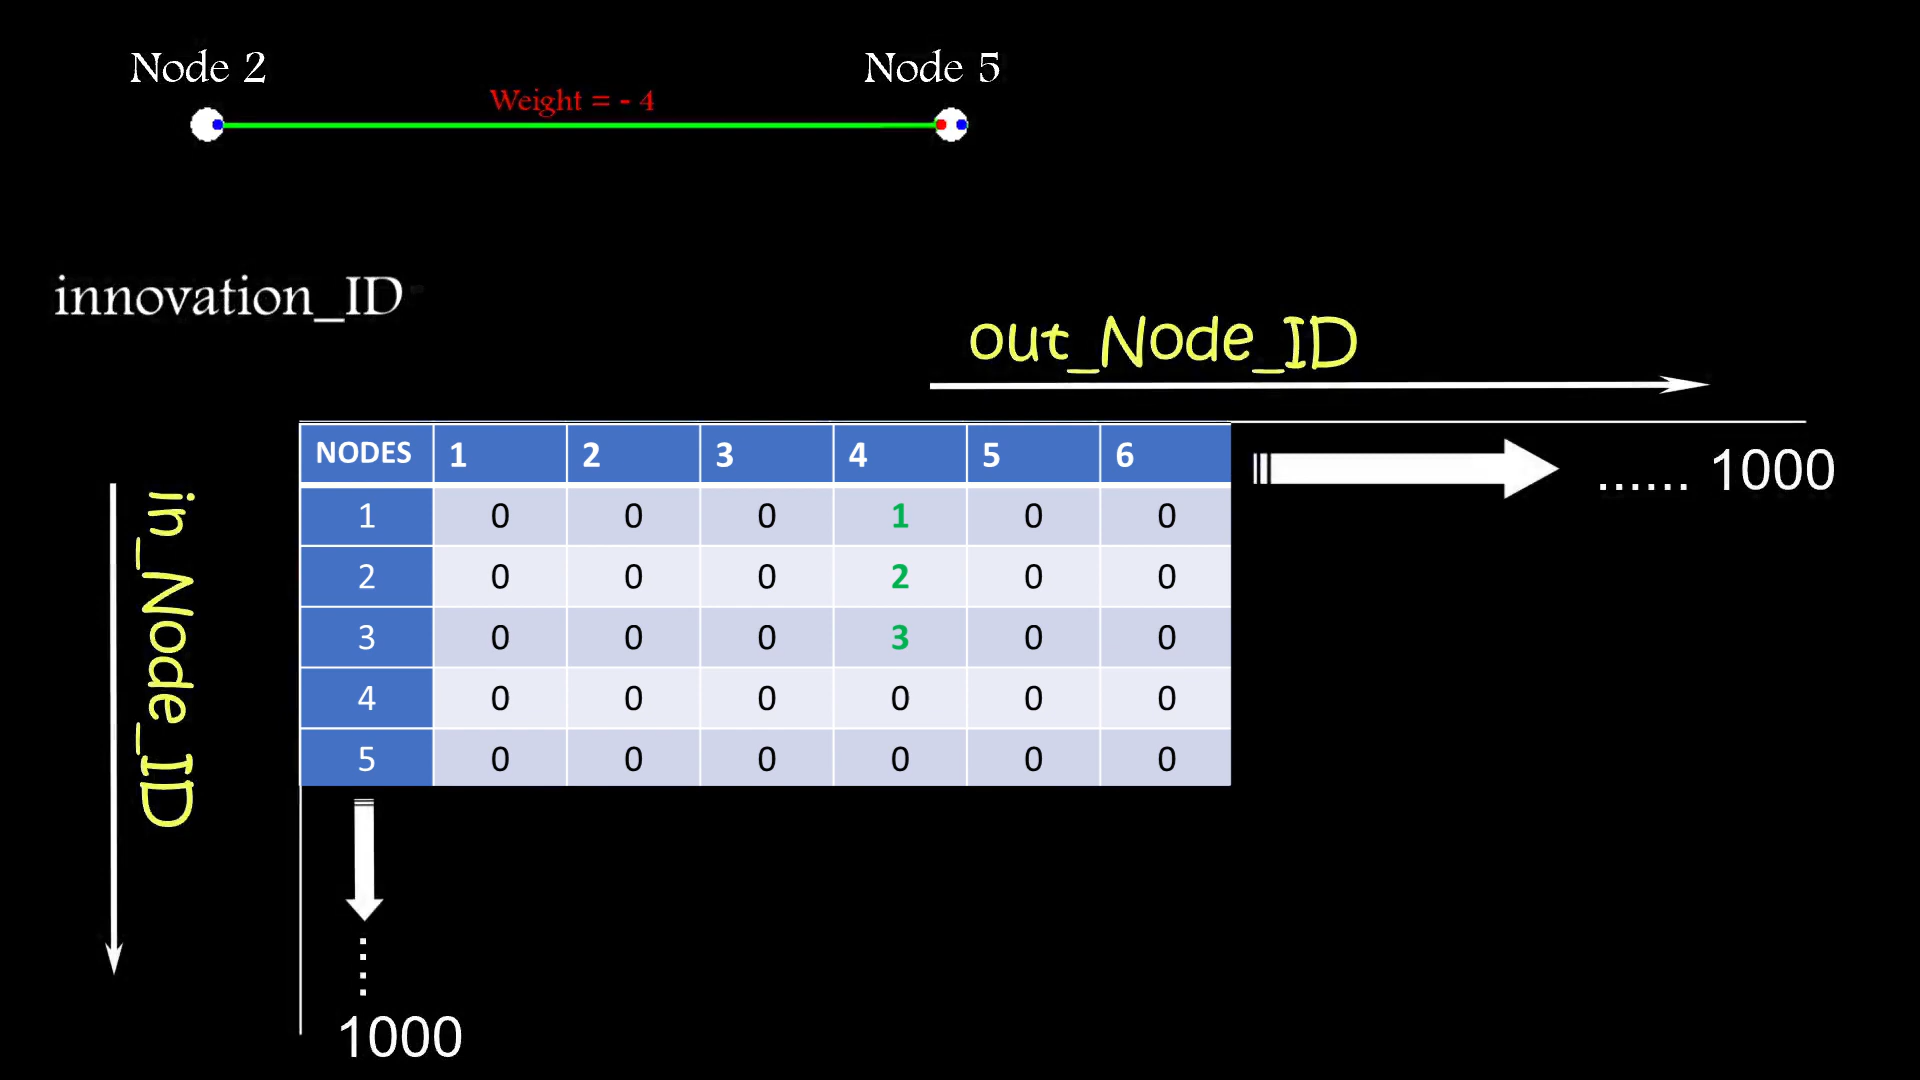 Node 2
Node 5
Weight = - 4
innovation_ID
out_Node_ID
in_Node_ID
NODES 1 2 3 4 5 6
...... 1000
1 0 0 0 1 0 0
2 0 0 0 2 0 0
3 0 0 0 3 0 0
4 0 0 0 0 0 0
5 0 0 0 0 0 0
1000